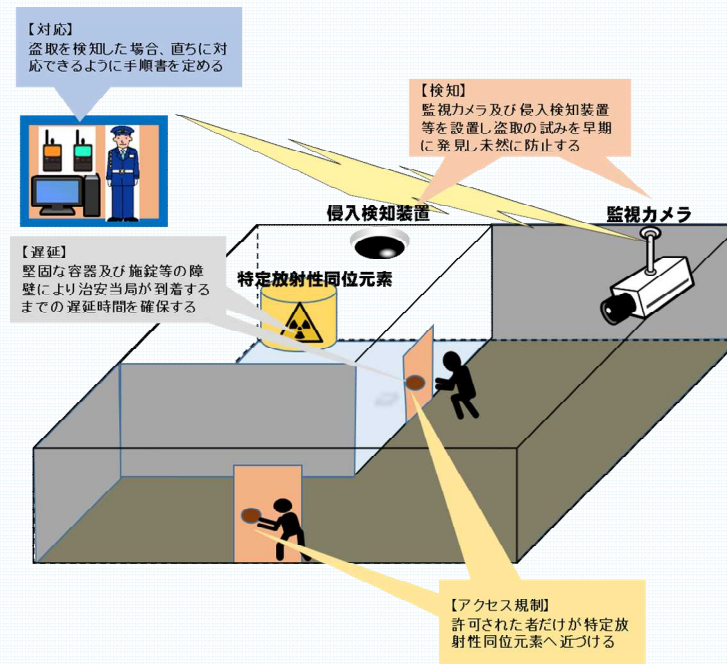 【対応】
盗取を検知した場合、直ちに対
応できるように手順書を定める
【検知】
監視カメラ及び侵入検知装置
等を設置し盗取の試みを早期
に発見し未然に防止する
侵入検知装置
監視カメラ
【遅延】
堅固な容器及び施錠等の障
壁により治安当局が到着する
までの遅延時間を確保する
特定放射性同位元素
【アクセス規制】
許可された者だけが特定放
射性同位元素へ近づける